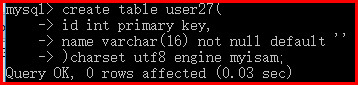 mysql> create table user27(
    -> id int primary key,
    -> name varchar(16) not null default ''
    -> )charset utf8 engine myisam;
Query OK, 0 rows affected (0.03 sec)